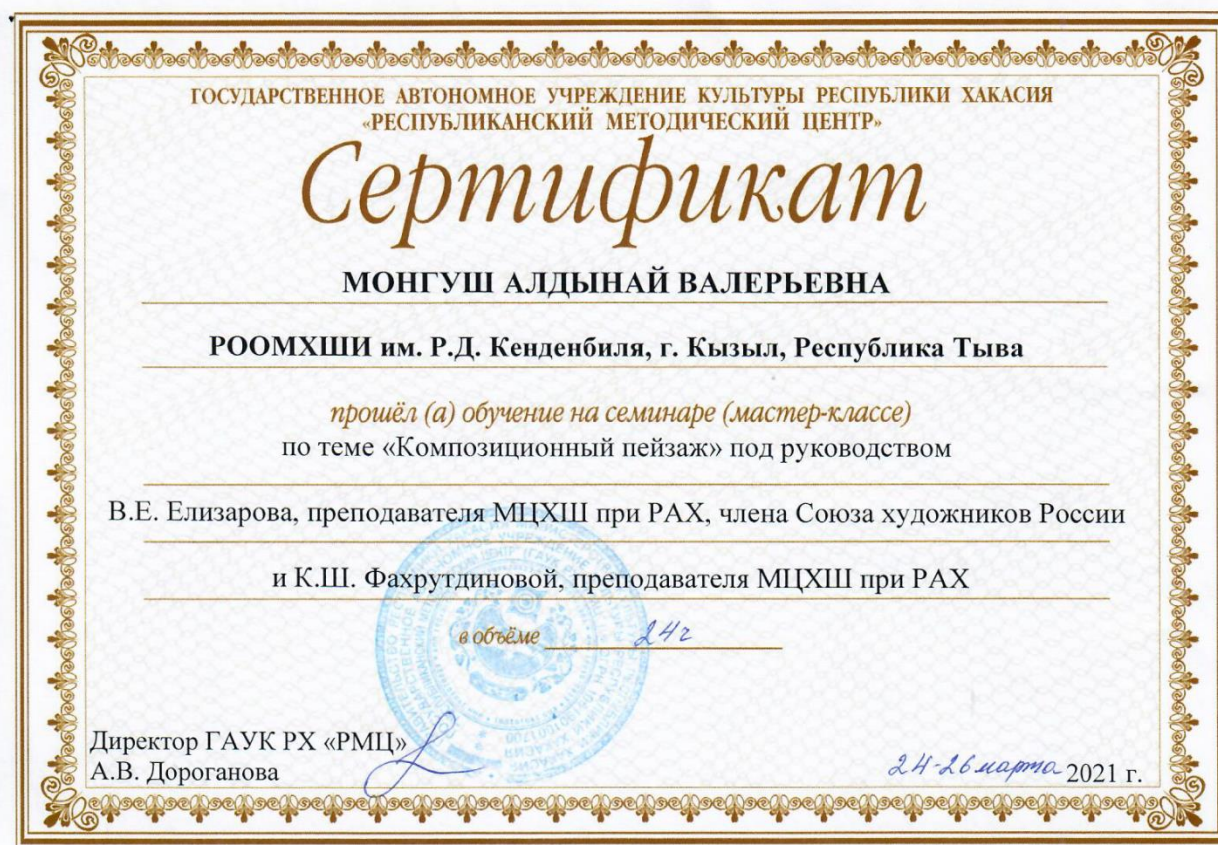 ГОСУДАРСТВЕННОЕ АВТОНОМНОЕ УЧРЕЖДЕНИЕ КУЛЬТУРЫ РЕСПУБЛИКИ ХАКАСИЯ
«РЕСПУБЛИКАНСКИЙ МЕТОДИЧЕСКИЙ ЦЕНТР»
Сертификат
МОНГУШ АЛДЫНАЙ ВАЛЕРЬЕВНА
РООМХШИ им. Р.Д. Кенденбиля, г. Кызыл, Республика Тыва
прошёл (а) обучение на семинаре (мастер-классе)
по теме «Композиционный пейзаж» под руководством
В.Е. Елизарова, преподавателя МЦХШ при РАХ, члена Союза художников России
и К.Ш. Фахрутдиновой, преподавателя МЦХШ при РАХ
в объёме 24г
Директор ГАУК РХ «РМЦ»
А.В. Дороганова
24-26 марта 2021 г.